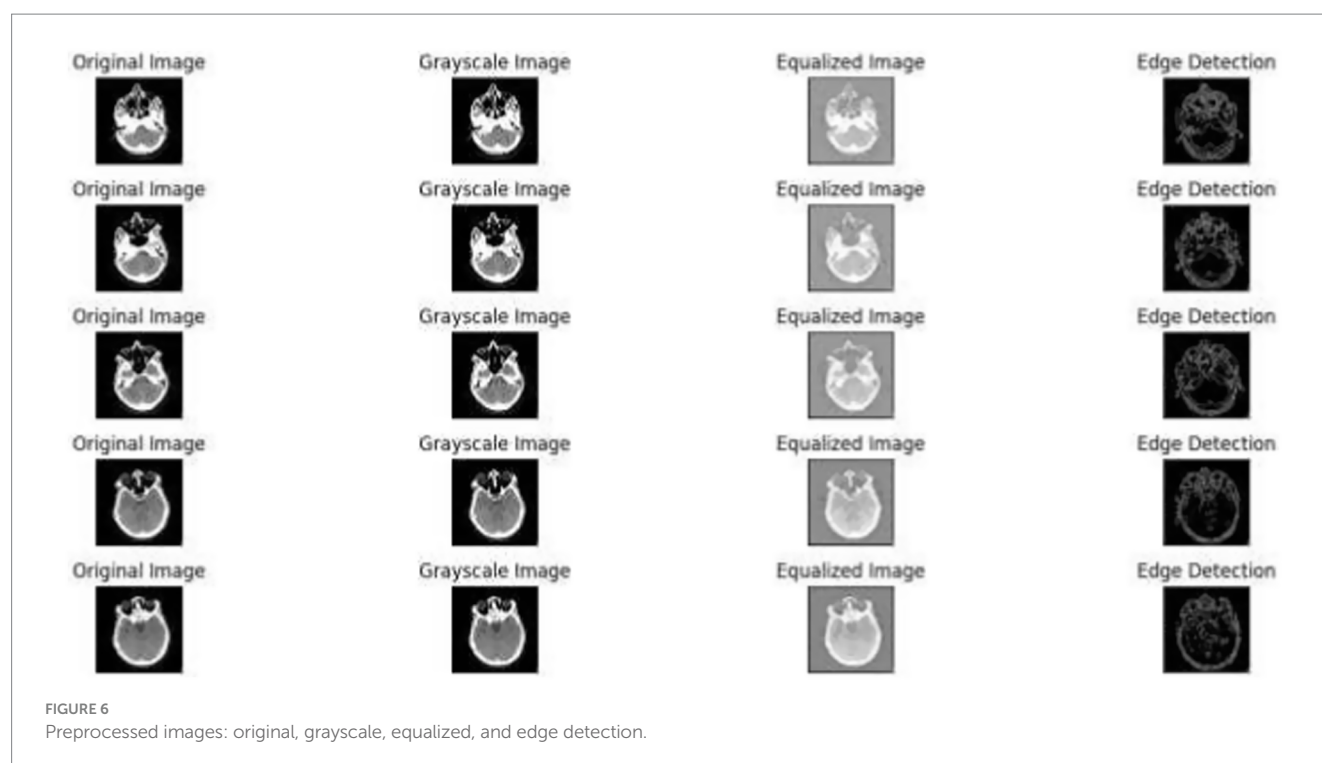 Original Image Grayscale Image Equalized Image Edge Detection
Original Image Grayscale Image Equalized Image Edge Detection
Original Image Grayscale Image Equalized Image Edge Detection
Original Image Grayscale Image Equalized Image Edge Detection
Original Image Grayscale Image Equalized Image Edge Detection
FIGURE 6
Preprocessed images: original, grayscale, equalized, and edge detection.